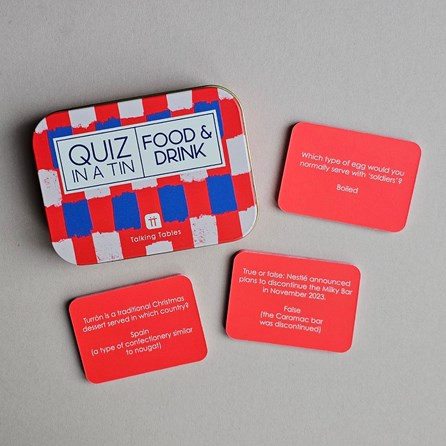 QUIZ
IN A TIN
FOOD &
DRINK
Talking Tables
Which type of egg would you
normally serve with 'soldiers'?
Boiled
Turrón is a traditional Christmas
dessert served in which country?
Spain
(a type of confectionery similar
to nougat)
True or false: Nestlé announced
plans to discontinue the Milky Bar
in November 2023.
False
(the Caramac bar
was discontinued)